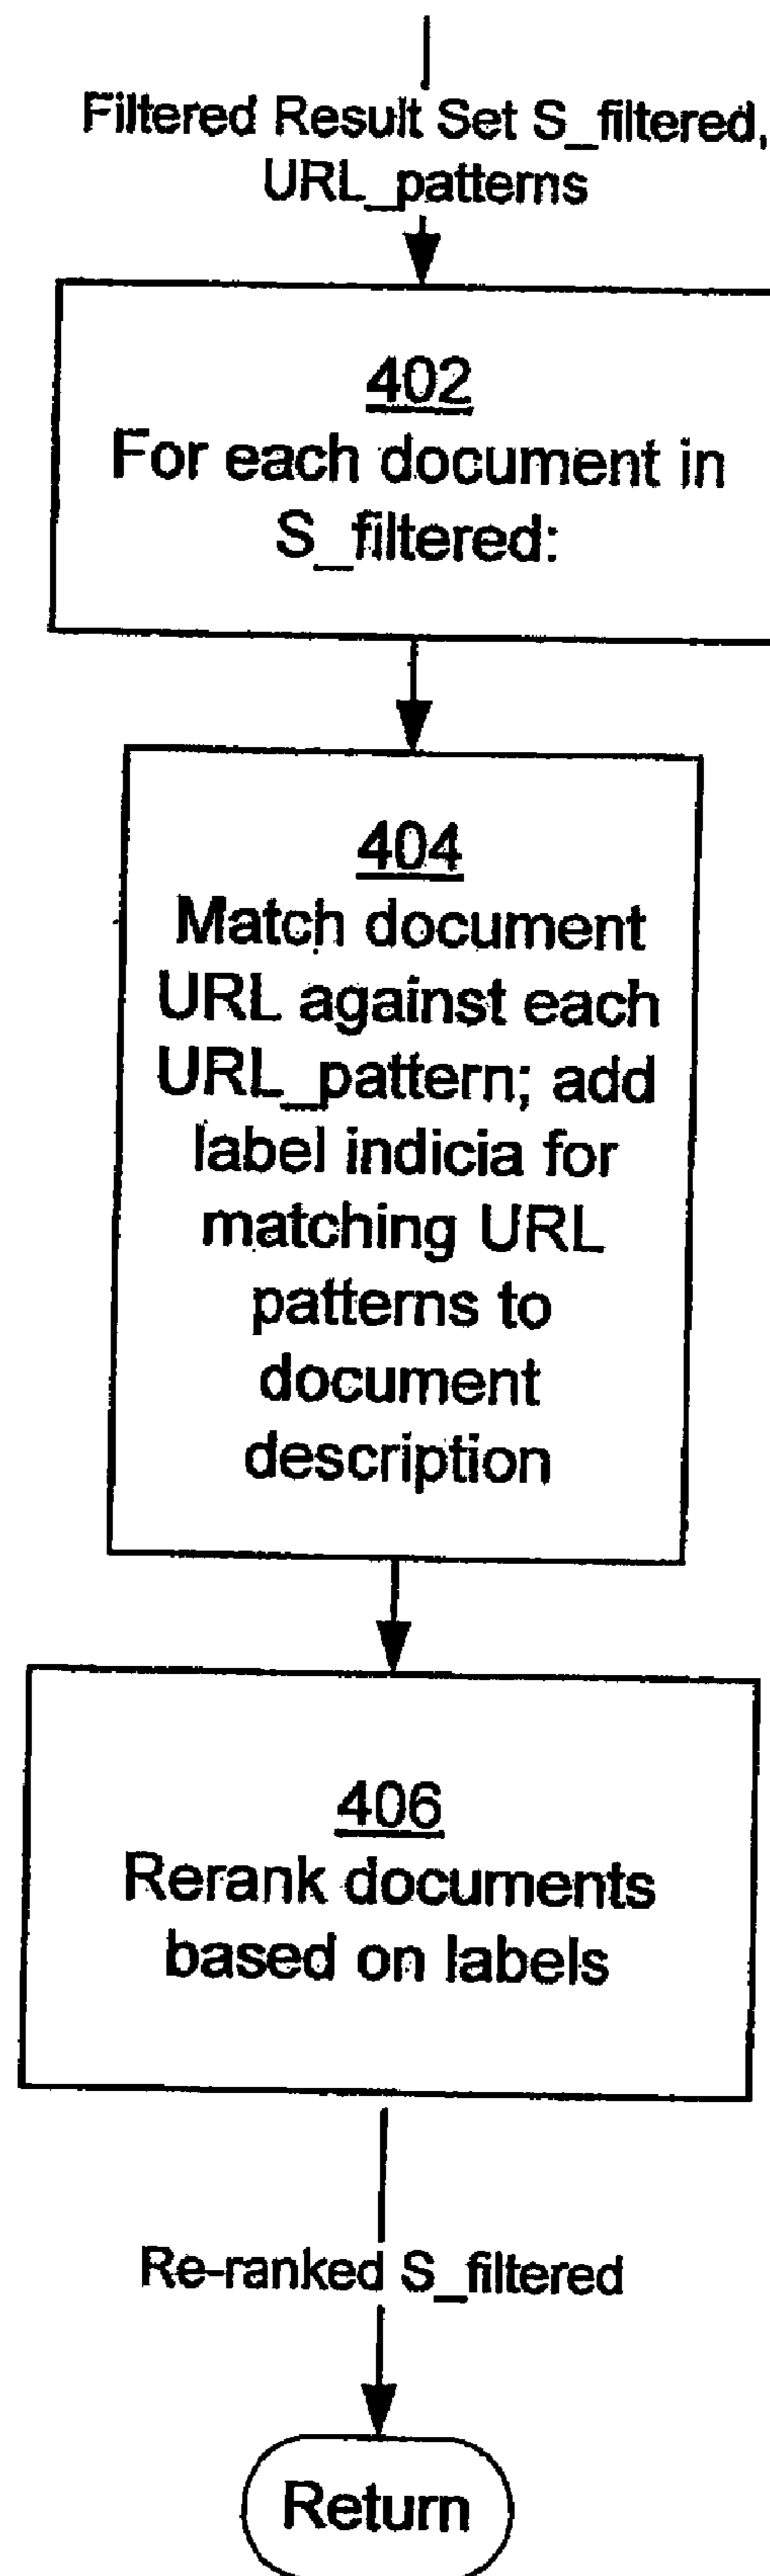 Filtered Result Set S_filtered,
URL_patterns
402
For each document in
S_filtered:
404
Match document
URL against each
URL_pattern; add
label indicia for
matching URL
patterns to
document
description
406
Rerank documents
based on labels
Re-ranked S_filtered
Return